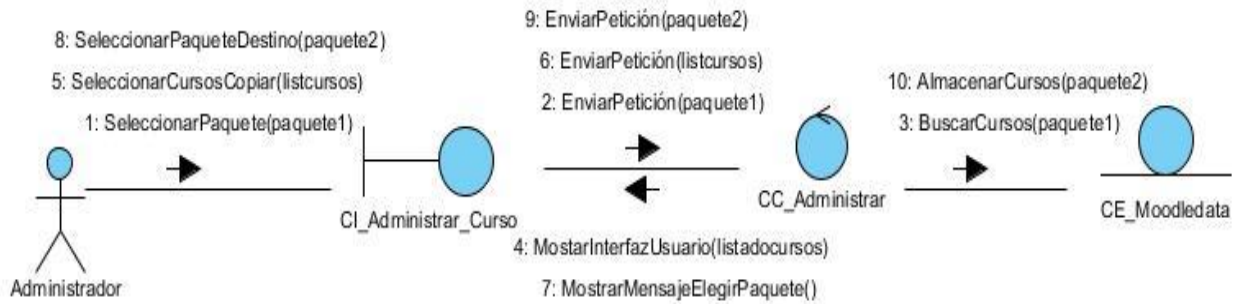 9: EnviarPetición(paquete2)
8: SeleccionarPaqueteDestino(paquete2)
6: EnviarPetición(listcursos)
5: SeleccionarCursosCopiar(listcursos)
10: AlmacenarCursos(paquete2)
2: EnviarPetición(paquete1)
1: SeleccionarPaquete(paquete1)
3: BuscarCursos(paquete1)
CI_Administrar_Curso
CC_Administrar
CE_Moodledata
4: MostarInterfazUsuario(listadocursos)
Administrador
7: MostrarMensajeElegirPaquete()